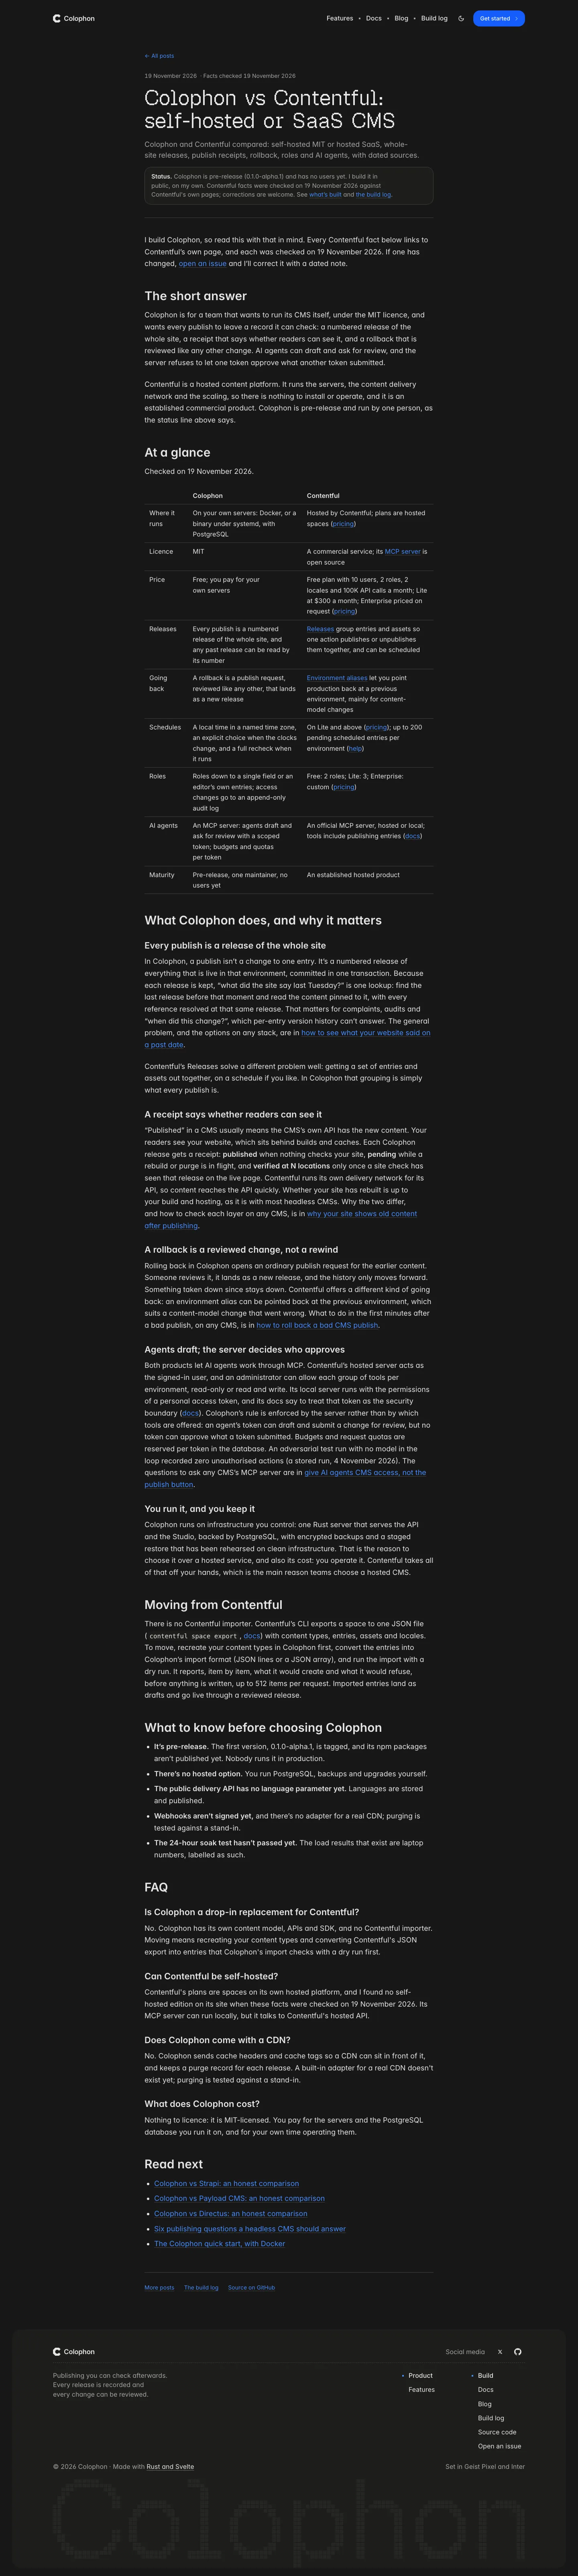 Colophon
Features • Docs • Blog • Build log
Get started
← All posts
19 November 2026 · Facts checked 19 November 2026
Colophon vs Contentful:
self-hosted or SaaS CMS
Colophon and Contentful compared: self-hosted MIT or hosted SaaS, whole-
site releases, publish receipts, rollback, roles and AI agents, with dated sources.
Status. Colophon is pre-release (0.1.0-alpha.1) and has no users yet. I build it in
public, on my own. Contentful facts were checked on 19 November 2026 against
Contentful's own pages; corrections are welcome. See what's built and the build log.
I build Colophon, so read this with that in mind. Every Contentful fact below links to
Contentful's own page, and each was checked on 19 November 2026. If one has
changed, open an issue and I'll correct it with a dated note.
The short answer
Colophon is for a team that wants to run its CMS itself, under the MIT licence, and
wants every publish to leave a record it can check: a numbered release of the
whole site, a receipt that says whether readers can see it, and a rollback that is
reviewed like any other change. AI agents can draft and ask for review, and the
server refuses to let one token approve what another token submitted.
Contentful is a hosted content platform. It runs the servers, the content delivery
network and the scaling, so there is nothing to install or operate, and it is an
established commercial product. Colophon is pre-release and run by one person, as
the status line above says.
At a glance
Checked on 19 November 2026.
Colophon Contentful
Where it runs On your own servers: Docker, or a binary under systemd, with PostgreSQL Hosted by Contentful; plans are hosted spaces (pricing)
Licence MIT A commercial service; its MCP server is open source
Price Free; you pay for your own servers Free plan with 10 users, 2 roles, 2 locales and 100K API calls a month; Lite at $300 a month; Enterprise priced on request (pricing)
Releases Every publish is a numbered release of the whole site, and any past release can be read by its number Releases group entries and assets so one action publishes or unpublishes them together, and can be scheduled
Going back A rollback is a publish request, reviewed like any other, that lands as a new release Environment aliases let you point production back at a previous environment, mainly for content-model changes
Schedules A local time in a named time zone, an explicit choice when the clocks change, and a full recheck when it runs On Lite and above (pricing); up to 200 pending scheduled entries per environment (help)
Roles Roles down to a single field or an editor's own entries; access changes go to an append-only audit log Free: 2 roles; Lite: 3; Enterprise: custom (pricing)
AI agents An MCP server: agents draft and ask for review with a scoped token; budgets and quotas per token An official MCP server, hosted or local; tools include publishing entries (docs)
Maturity Pre-release, one maintainer, no users yet An established hosted product
What Colophon does, and why it matters
Every publish is a release of the whole site
In Colophon, a publish isn't a change to one entry. It's a numbered release of
everything that is live in that environment, committed in one transaction. Because
each release is kept, "what did the site say last Tuesday?" is one lookup: find the
last release before that moment and read the content pinned to it, with every
reference resolved at that same release. That matters for complaints, audits and
"when did this change?", which per-entry version history can't answer. The general
problem, and the options on any stack, are in how to see what your website said on
a past date.
Contentful's Releases solve a different problem well: getting a set of entries and
assets out together, on a schedule if you like. In Colophon that grouping is simply
what every publish is.
A receipt says whether readers can see it
"Published" in a CMS usually means the CMS's own API has the new content. Your
readers see your website, which sits behind builds and caches. Each Colophon
release gets a receipt: published when nothing checks your site, pending while a
rebuild or purge is in flight, and verified at N locations only once a site check has
seen that release on the live page. Contentful runs its own delivery network for its
API, so content reaches the API quickly. Whether your site has rebuilt is up to
your build and hosting, as it is with most headless CMSs. Why the two differ,
and how to check each layer on any CMS, is in why your site shows old content
after publishing.
A rollback is a reviewed change, not a rewind
Rolling back in Colophon opens an ordinary publish request for the earlier content.
Someone reviews it, it lands as a new release, and the history only moves forward.
Something taken down since stays down. Contentful offers a different kind of going
back: an environment alias can be pointed back at the previous environment, which
suits a content-model change that went wrong. What to do in the first minutes after
a bad publish, on any CMS, is in how to roll back a bad CMS publish.
Agents draft; the server decides who approves
Both products let AI agents work through MCP. Contentful's hosted server acts as
the signed-in user, and an administrator can allow each group of tools per
environment, read-only or read and write. Its local server runs with the permissions
of a personal access token, and its docs say to treat that token as the security
boundary (docs). Colophon's rule is enforced by the server rather than by which
tools are offered: an agent's token can draft and submit a change for review, but no
token can approve what a token submitted. Budgets and request quotas are
reserved per token in the database. An adversarial test run with no model in the
loop recorded zero unauthorised actions (a stored run, 4 November 2026). The
questions to ask any CMS's MCP server are in give AI agents CMS access, not the
publish button.
You run it, and you keep it
Colophon runs on infrastructure you control: one Rust server that serves the API
and the Studio, backed by PostgreSQL, with encrypted backups and a staged
restore that has been rehearsed on clean infrastructure. That is the reason to
choose it over a hosted service, and also its cost: you operate it. Contentful takes all
of that off your hands, which is the main reason teams choose a hosted CMS.
Moving from Contentful
There is no Contentful importer. Contentful's CLI exports a space to one JSON file
( contentful space export , docs) with content types, entries, assets and locales.
To move, recreate your content types in Colophon first, convert the entries into
Colophon's import format (JSON lines or a JSON array), and run the import with a
dry run. It reports, item by item, what it would create and what it would refuse,
before anything is written, up to 512 items per request. Imported entries land as
drafts and go live through a reviewed release.
What to know before choosing Colophon
• It's pre-release. The first version, 0.1.0-alpha.1, is tagged, and its npm packages
aren't published yet. Nobody runs it in production.
• There's no hosted option. You run PostgreSQL, backups and upgrades yourself.
• The public delivery API has no language parameter yet. Languages are stored
and published.
• Webhooks aren't signed yet, and there's no adapter for a real CDN; purging is
tested against a stand-in.
• The 24-hour soak test hasn't passed yet. The load results that exist are laptop
numbers, labelled as such.
FAQ
Is Colophon a drop-in replacement for Contentful?
No. Colophon has its own content model, APIs and SDK, and no Contentful importer.
Moving means recreating your content types and converting Contentful's JSON
export into entries that Colophon's import checks with a dry run first.
Can Contentful be self-hosted?
Contentful's plans are spaces on its own hosted platform, and I found no self-
hosted edition on its site when these facts were checked on 19 November 2026. Its
MCP server can run locally, but it talks to Contentful's hosted API.
Does Colophon come with a CDN?
No. Colophon sends cache headers and cache tags so a CDN can sit in front of it,
and keeps a purge record for each release. A built-in adapter for a real CDN doesn't
exist yet; purging is tested against a stand-in.
What does Colophon cost?
Nothing to licence: it is MIT-licensed. You pay for the servers and the PostgreSQL
database you run it on, and for your own time operating them.
Read next
• Colophon vs Strapi: an honest comparison
• Colophon vs Payload CMS: an honest comparison
• Colophon vs Directus: an honest comparison
• Six publishing questions a headless CMS should answer
• The Colophon quick start, with Docker
More posts The build log Source on GitHub
Colophon
Social media
Publishing you can check afterwards.
Every release is recorded and
every change can be reviewed.
• Product
Features
• Build
Docs
Blog
Build log
Source code
Open an issue
© 2026 Colophon · Made with Rust and Svelte
Set in Geist Pixel and Inter
Colophon